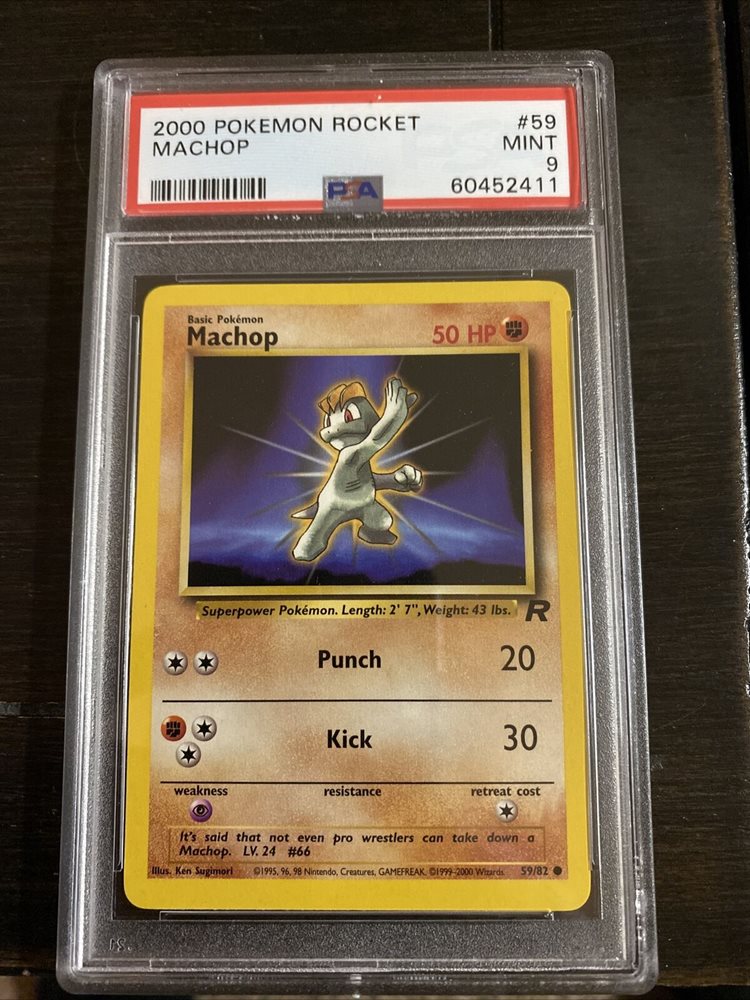 2000 POKEMON ROCKET #59
MACHOP MINT
9
PSA 60452411
Basic Pokémon
Machop 50 HP
Superpower Pokémon. Length: 2' 7", Weight: 43 lbs. R
Punch 20
Kick 30
weakness resistance retreat cost
It's said that not even pro wrestlers can take down a
Machop. LV. 24 #66
Illus. Ken Sugimori ©1995, 96, 98 Nintendo, Creatures, GAMEFREAK. ©1999-2000 Wizards. 59/82